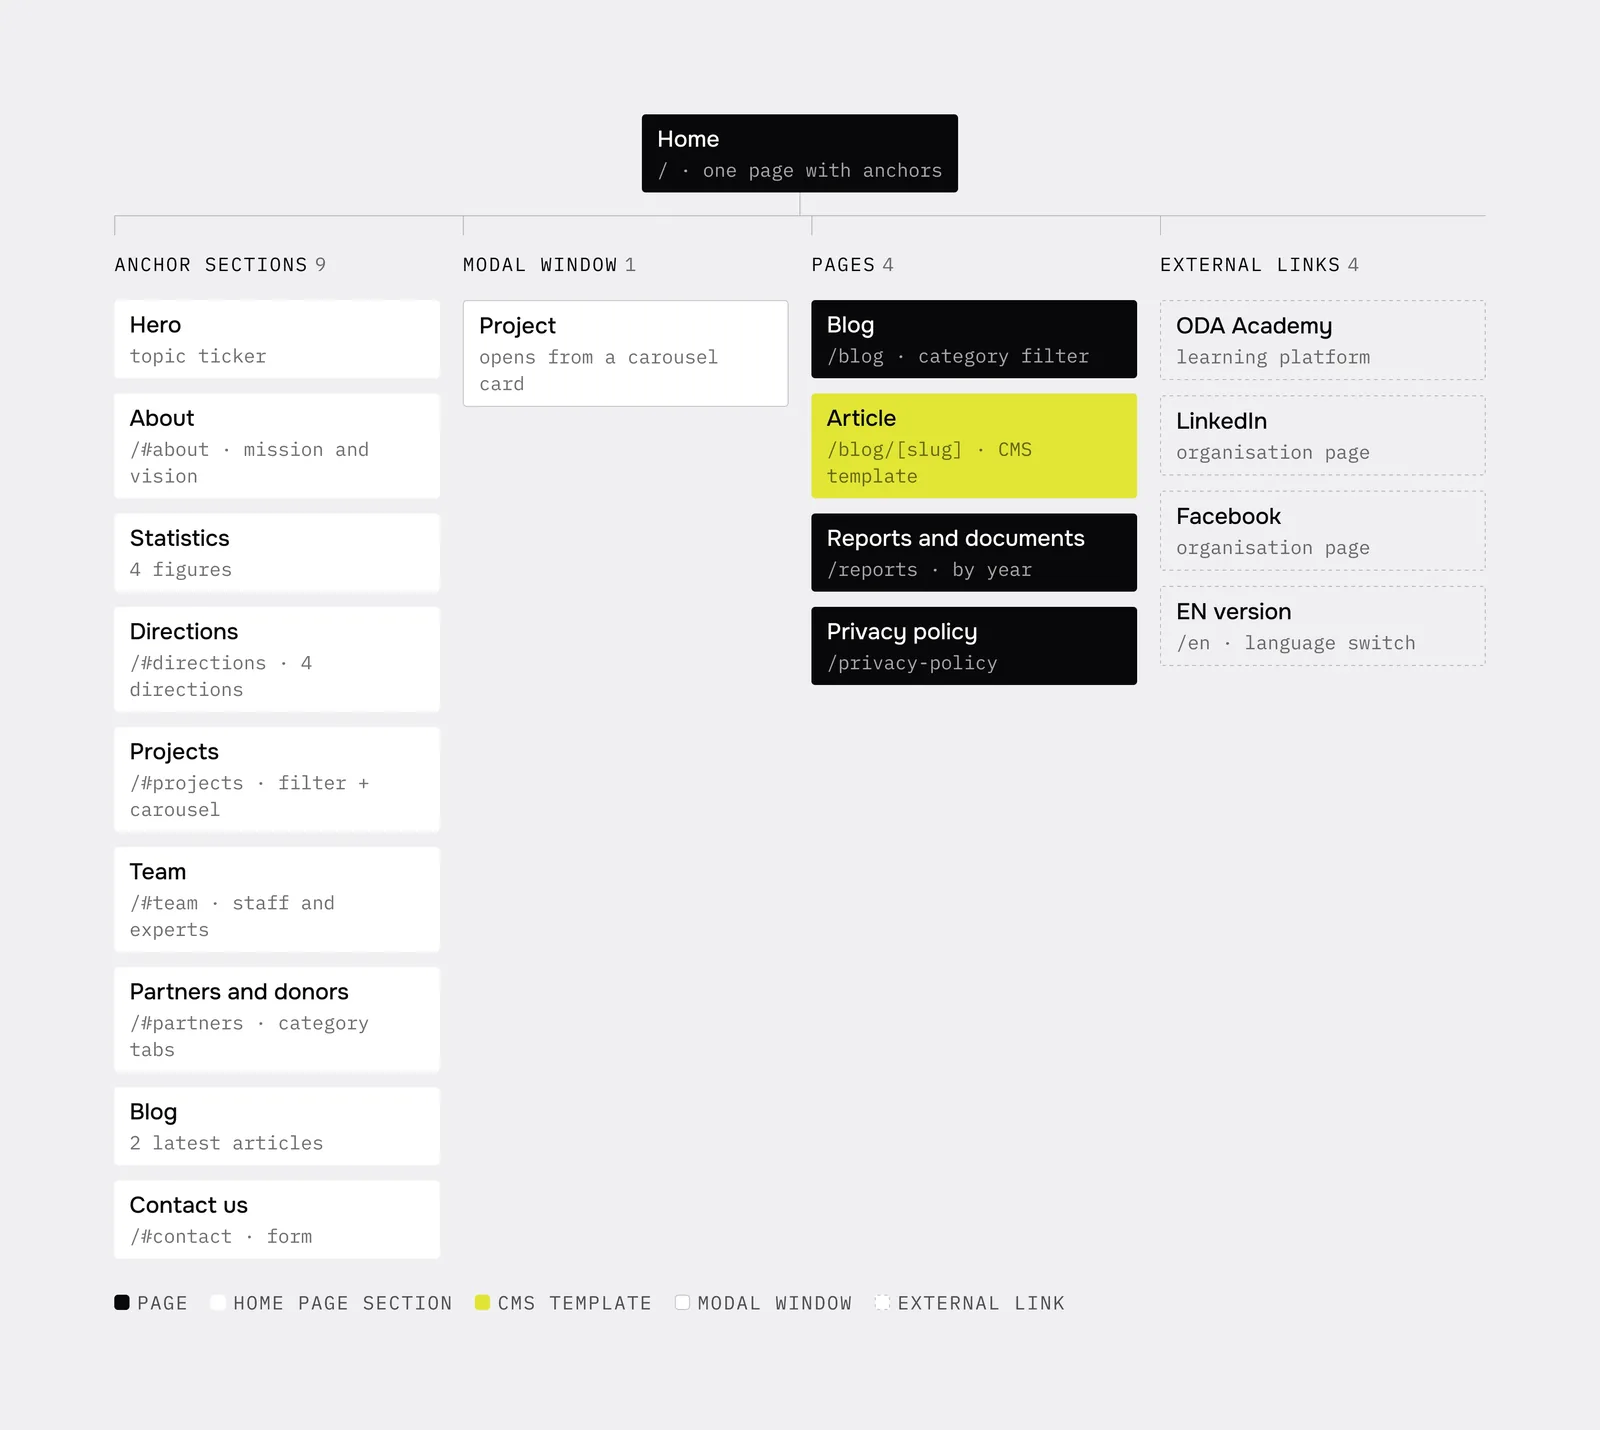 Home
/ · one page with anchors
ANCHOR SECTIONS 9
Hero
topic ticker
About
/#about · mission and
vision
Statistics
4 figures
Directions
/#directions · 4
directions
Projects
/#projects · filter +
carousel
Team
/#team · staff and
experts
Partners and donors
/#partners · category
tabs
Blog
2 latest articles
Contact us
/#contact · form
MODAL WINDOW 1
Project
opens from a carousel
card
PAGES 4
Blog
/blog · category filter
Article
/blog/[slug] · CMS
template
Reports and documents
/reports · by year
Privacy policy
/privacy-policy
EXTERNAL LINKS 4
ODA Academy
learning platform
LinkedIn
organisation page
Facebook
organisation page
EN version
/en · language switch
PAGE HOME PAGE SECTION CMS TEMPLATE MODAL WINDOW EXTERNAL LINK